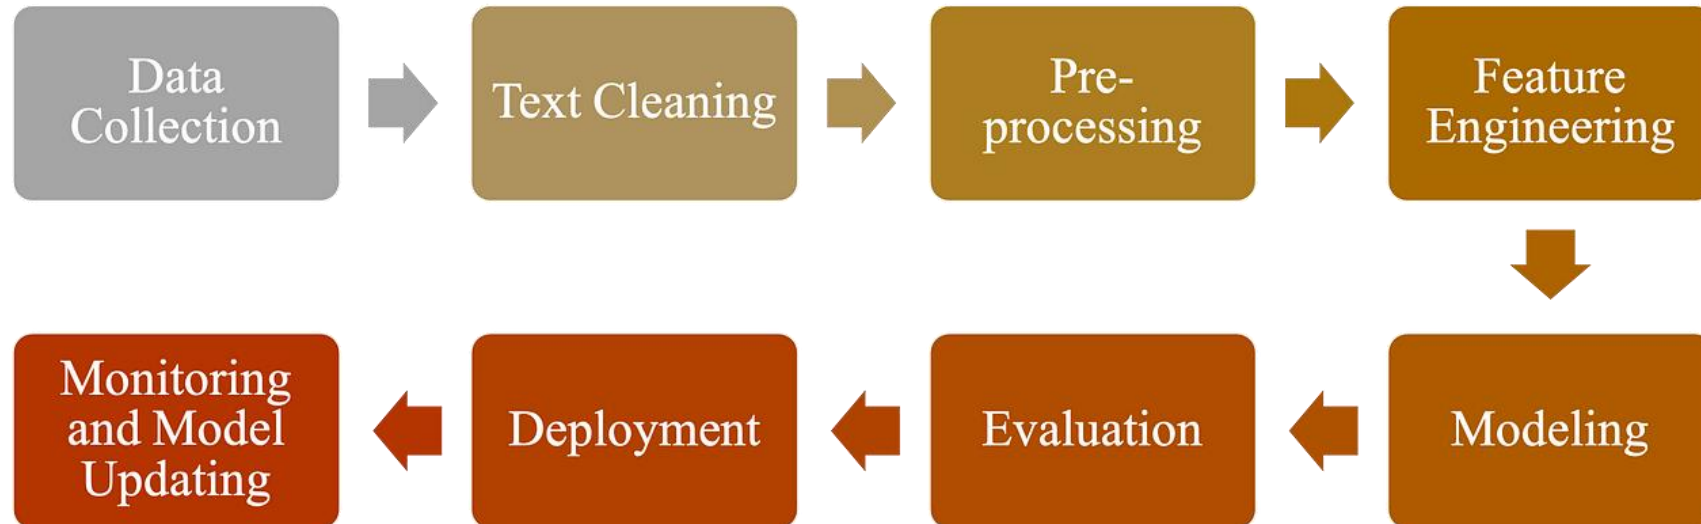 Data
Collection
Text Cleaning
Pre-
processing
Feature
Engineering
Modeling
Evaluation
Deployment
Monitoring
and Model
Updating